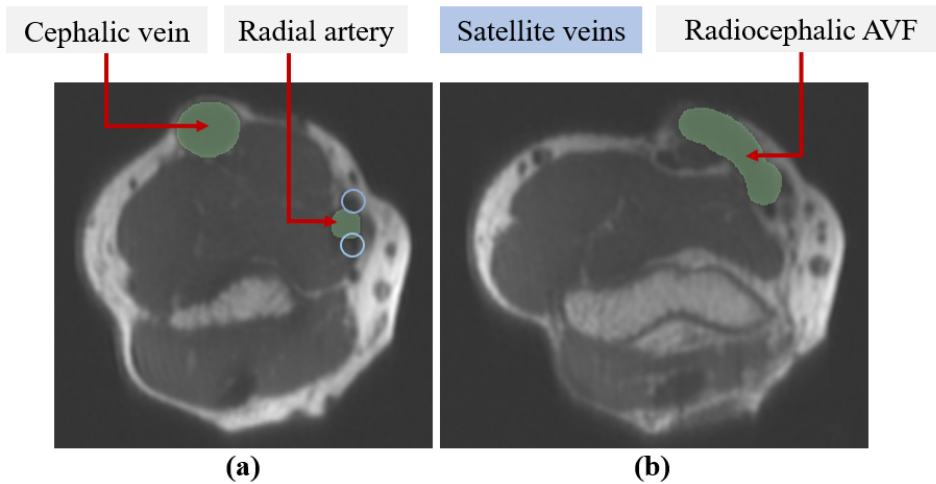 Cephalic vein
Radial artery
Satellite veins
Radiocephalic AVF
(a)
(b)